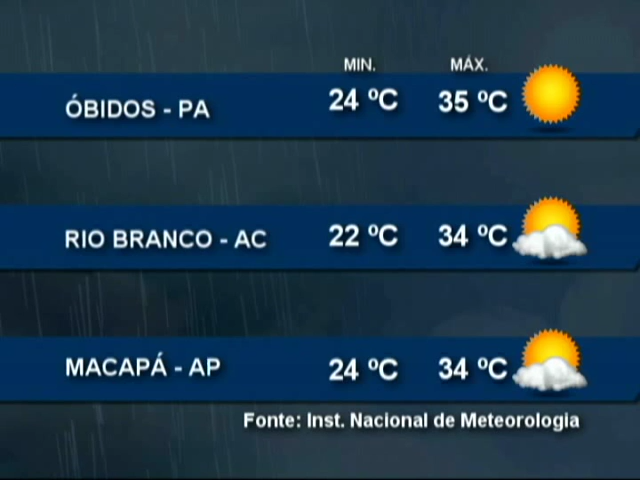 MIN. MÁX.
ÓBIDOS - PA 24 ºC 35 ºC
RIO BRANCO - AC 22 ºC 34 ºC
MACAPÁ - AP 24 ºC 34 ºC
Fonte: Inst. Nacional de Meteorologia